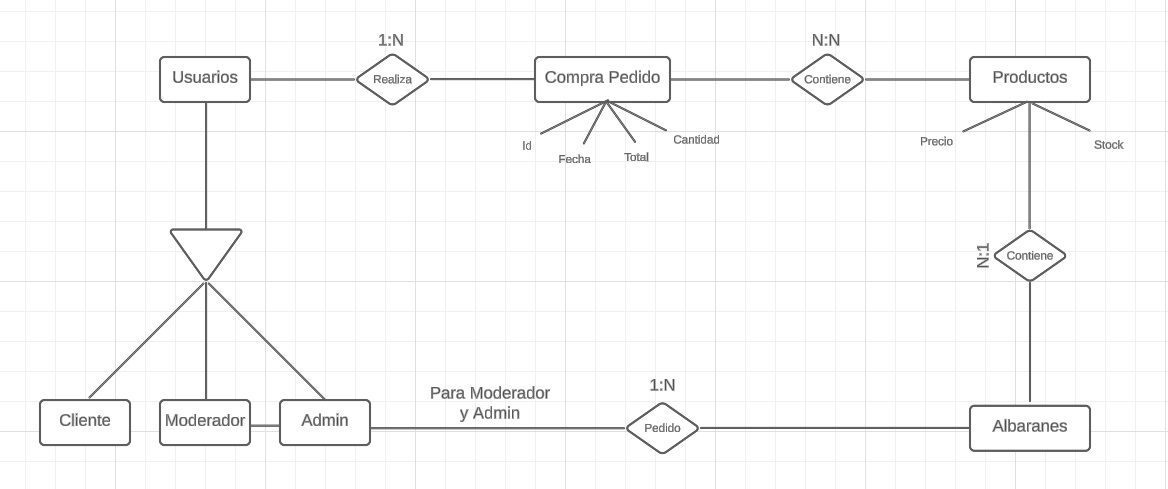 1:N
N:N
Usuarios
Realiza
Compra Pedido
Contiene
Productos
Id
Fecha
Total
Cantidad
Precio
Stock
N:1
Contiene
Para Moderador
y Admin
1:N
Cliente
Moderador
Admin
Pedido
Albaranes